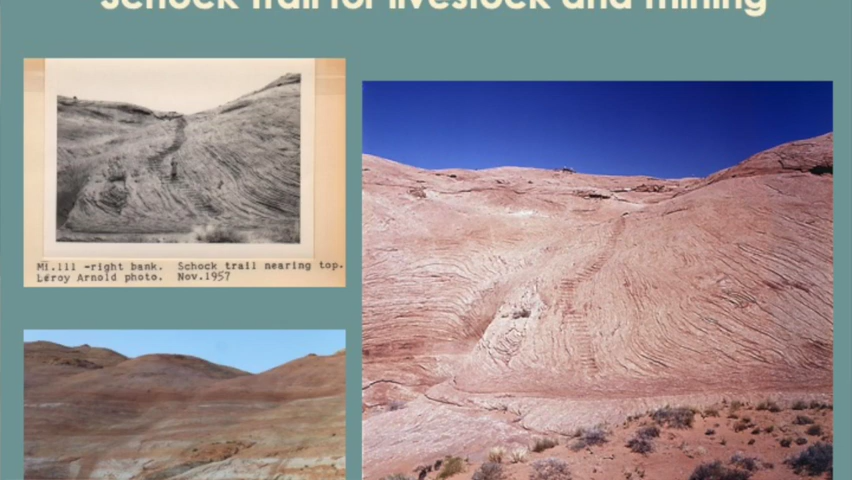 Schock trail for livestock and mining
Mi.111 -right bank. Schock trail nearing top.
Leroy Arnold photo. Nov.1957